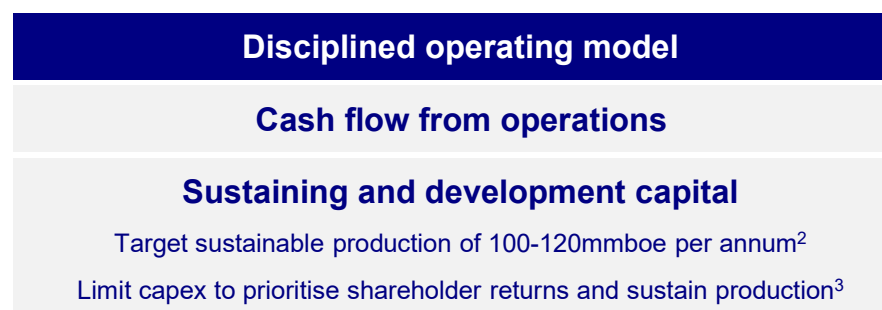 Disciplined operating model
Cash flow from operations
Sustaining and development capital
Target sustainable production of 100-120mmboe per annum²
Limit capex to prioritise shareholder returns and sustain production³